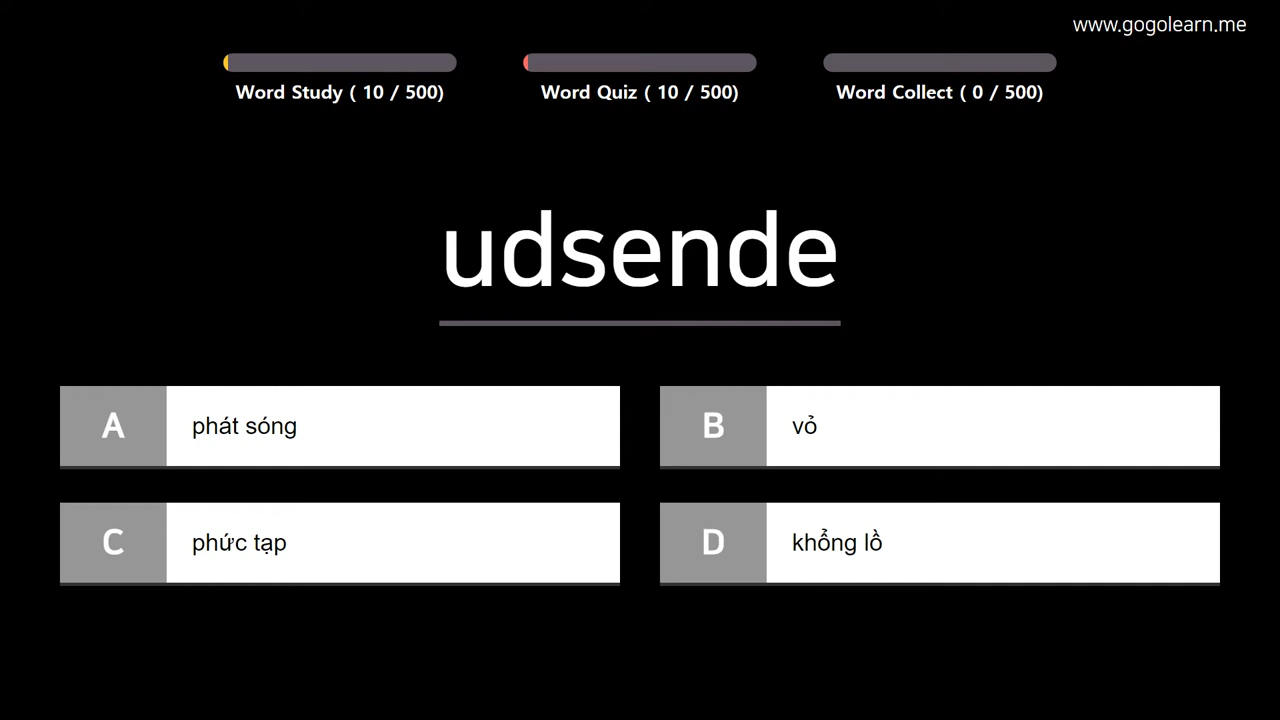 www.gogolearn.me
Word Study ( 10 / 500)
Word Quiz ( 10 / 500)
Word Collect ( 0 / 500)
udsende
A phát sóng
B vỏ
C phức tạp
D khổng lồ